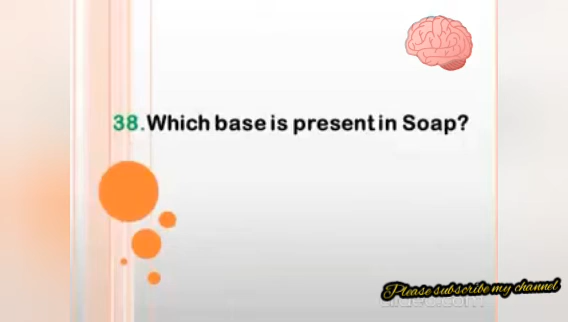 38.Which base is present in Soap?
Please subscribe my channel